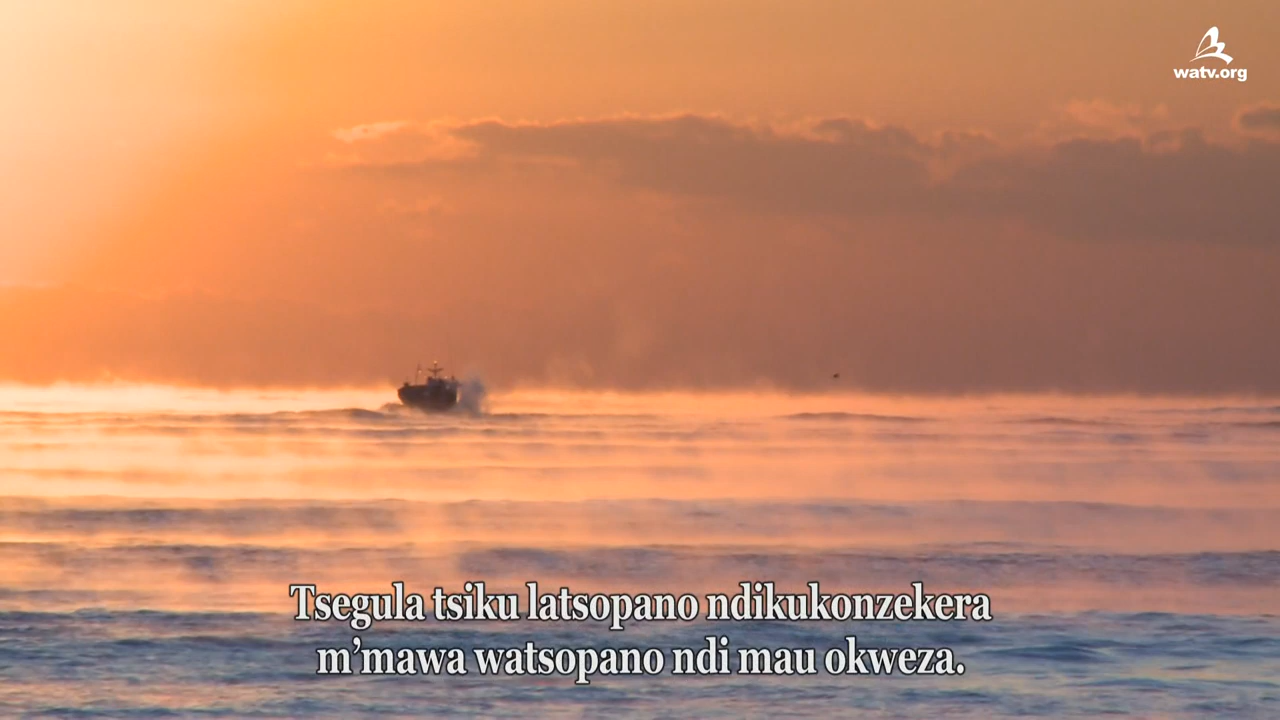 watv.org
Tsegula tsiku latsopano ndikukonzekera
m’mawa watsopano ndi mau okweza.